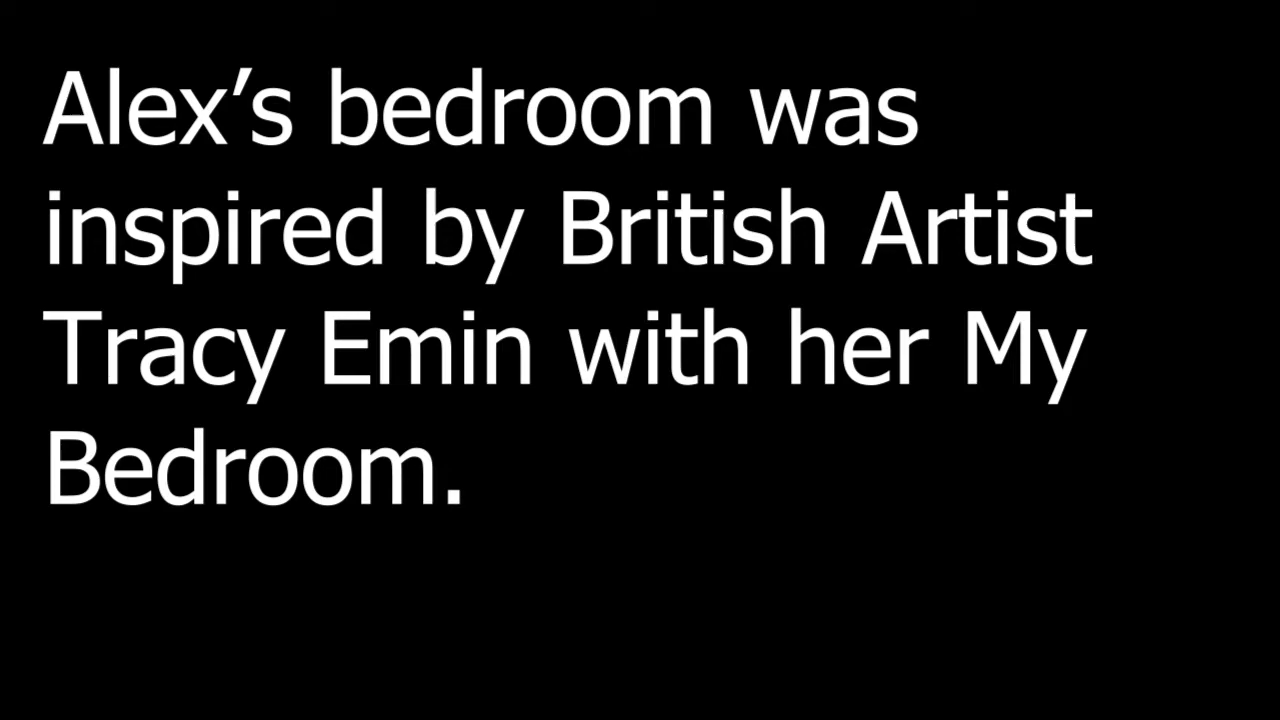 Alex’s bedroom was
inspired by British Artist
Tracy Emin with her My
Bedroom.